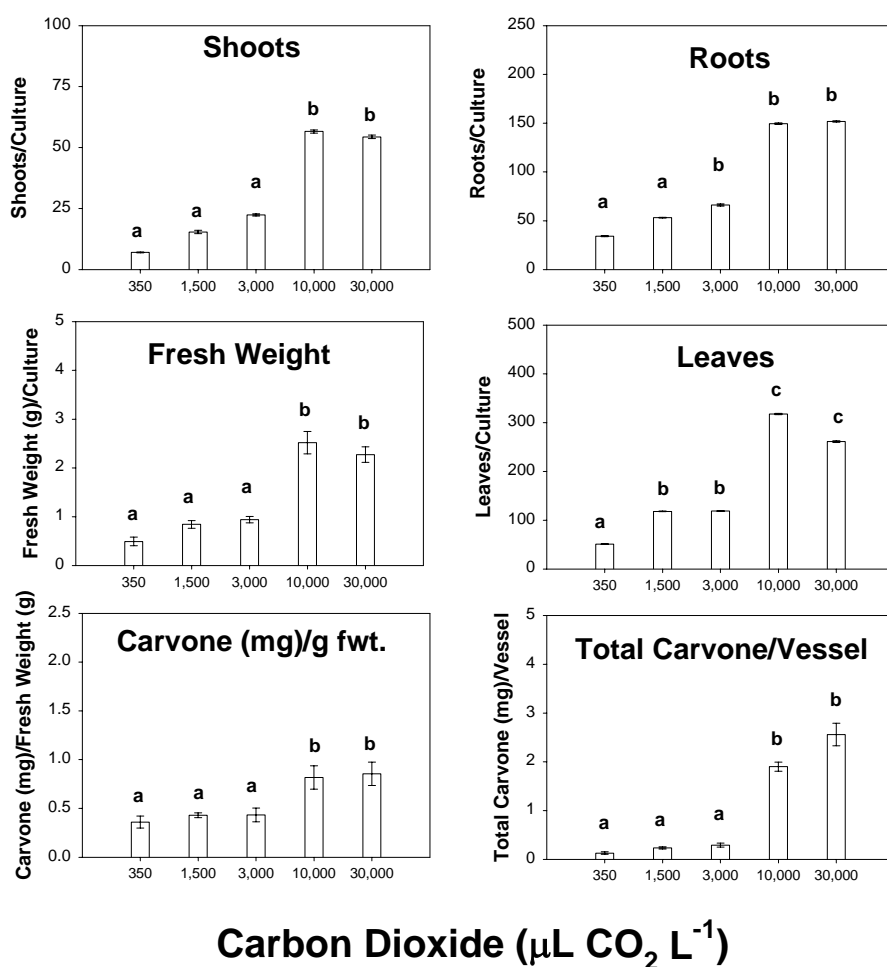 Shoots
Shoots/Culture
100
75
50
25
0
a
a
a
b
b
350
1,500
3,000
10,000
30,000
Roots
Roots/Culture
250
200
150
100
50
0
a
a
b
b
b
350
1,500
3,000
10,000
30,000
Fresh Weight
Fresh Weight (g)/Culture
5
4
3
2
1
0
a
a
a
b
b
350
1,500
3,000
10,000
30,000
Leaves
Leaves/Culture
500
400
300
200
100
0
a
b
b
c
c
350
1,500
3,000
10,000
30,000
Carvone (mg)/g fwt.
Carvone (mg)/Fresh Weight (g)
2.5
2.0
1.5
1.0
0.5
0.0
a
a
a
b
b
350
1,500
3,000
10,000
30,000
Total Carvone/Vessel
Total Carvone (mg)/Vessel
5
4
3
2
1
0
a
a
a
b
b
350
1,500
3,000
10,000
30,000
Carbon Dioxide (μL CO₂ L⁻¹)